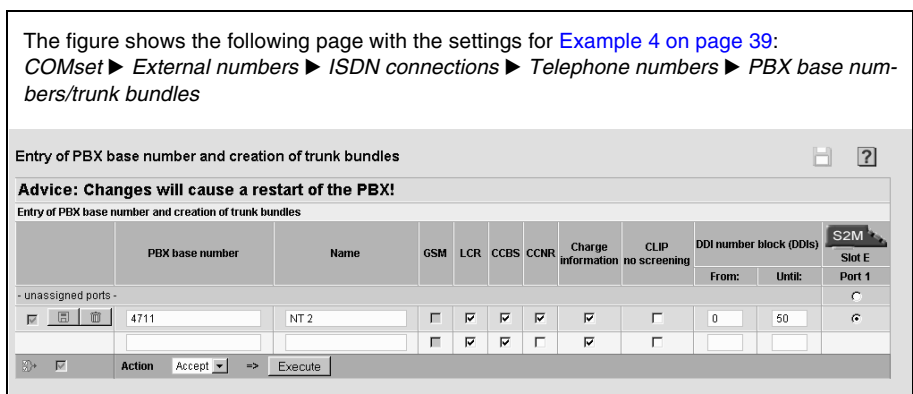 The figure shows the following page with the settings for Example 4 on page 39:
COMset ▶ External numbers ▶ ISDN connections ▶ Telephone numbers ▶ PBX base num-
bers/trunk bundles
Entry of PBX base number and creation of trunk bundles
?
Advice: Changes will cause a restart of the PBX!
Entry of PBX base number and creation of trunk bundles
PBX base number Name GSM LCR CCBS CCNR Charge information CLIP no screening DDI number block (DDIs) S2M
Slot E
From: Until: Port 1
- unassigned ports -
4711 NT 2 0 50
Action Accept => Execute